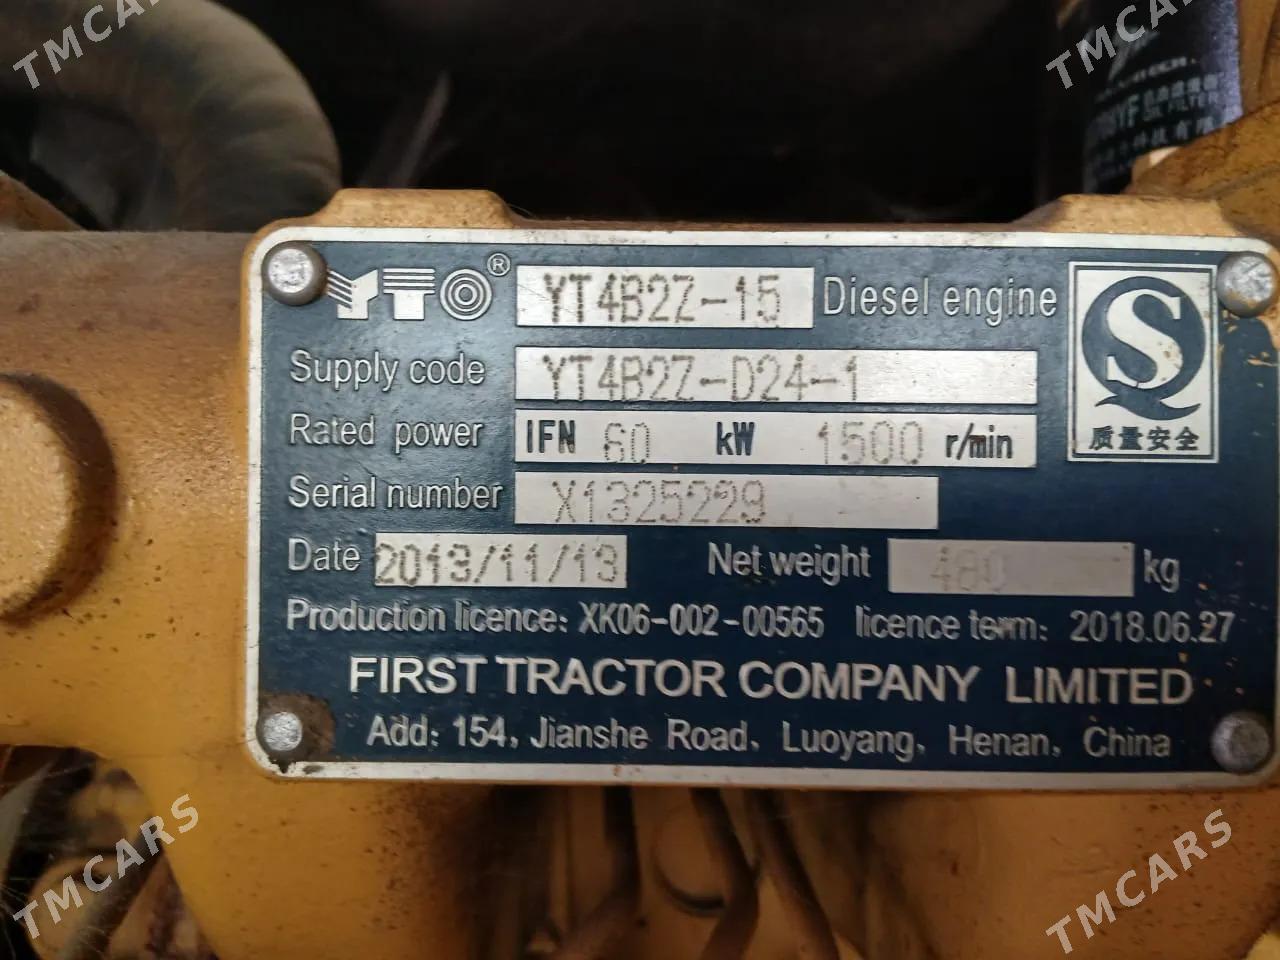 TMCARS
TMCARS
YTO® YT4B2Z-15 Diesel engine
Supply code YT4B2Z-D24-1
Rated power IFN 60 kW 1500 r/min
Serial number X1325229
Date 2013/11/13 Net weight 480 kg
Production licence: XK06-002-00565 licence term: 2018.06.27
FIRST TRACTOR COMPANY LIMITED
Add: 154, Jianshe Road, Luoyang, Henan, China
S
质量安全
OIL FILTER
TMCARS
TMCARS